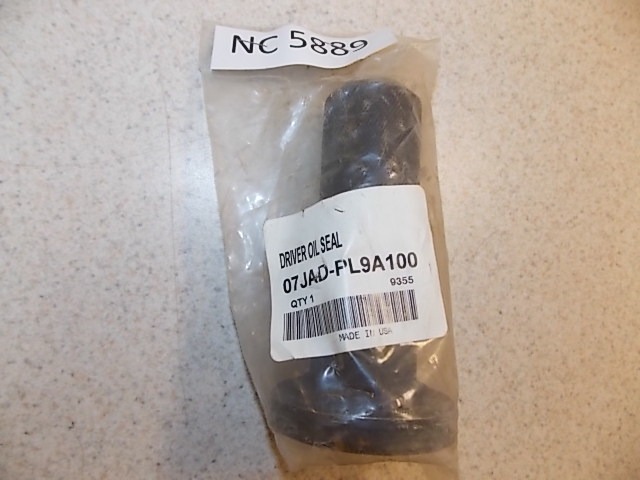 NC 5889
DRIVER OIL SEAL
07JAD-PL9A100
QTY 1 9355
MADE IN USA